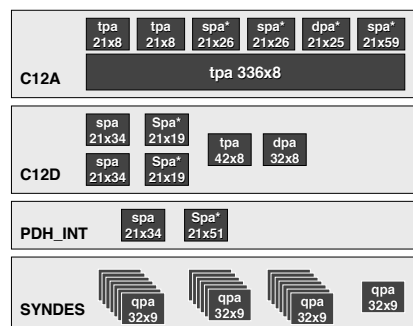 tpa tpa spa* spa* dpa* spa*
21x8 21x8 21x26 21x26 21x25 21x59
tpa 336x8
C12A
spa Spa*
21x34 21x19
tpa dpa
42x8 32x8
spa Spa*
21x34 21x19
C12D
spa Spa*
21x34 21x51
PDH_INT
qpa qpa qpa qpa
32x9 32x9 32x9 32x9
SYNDES